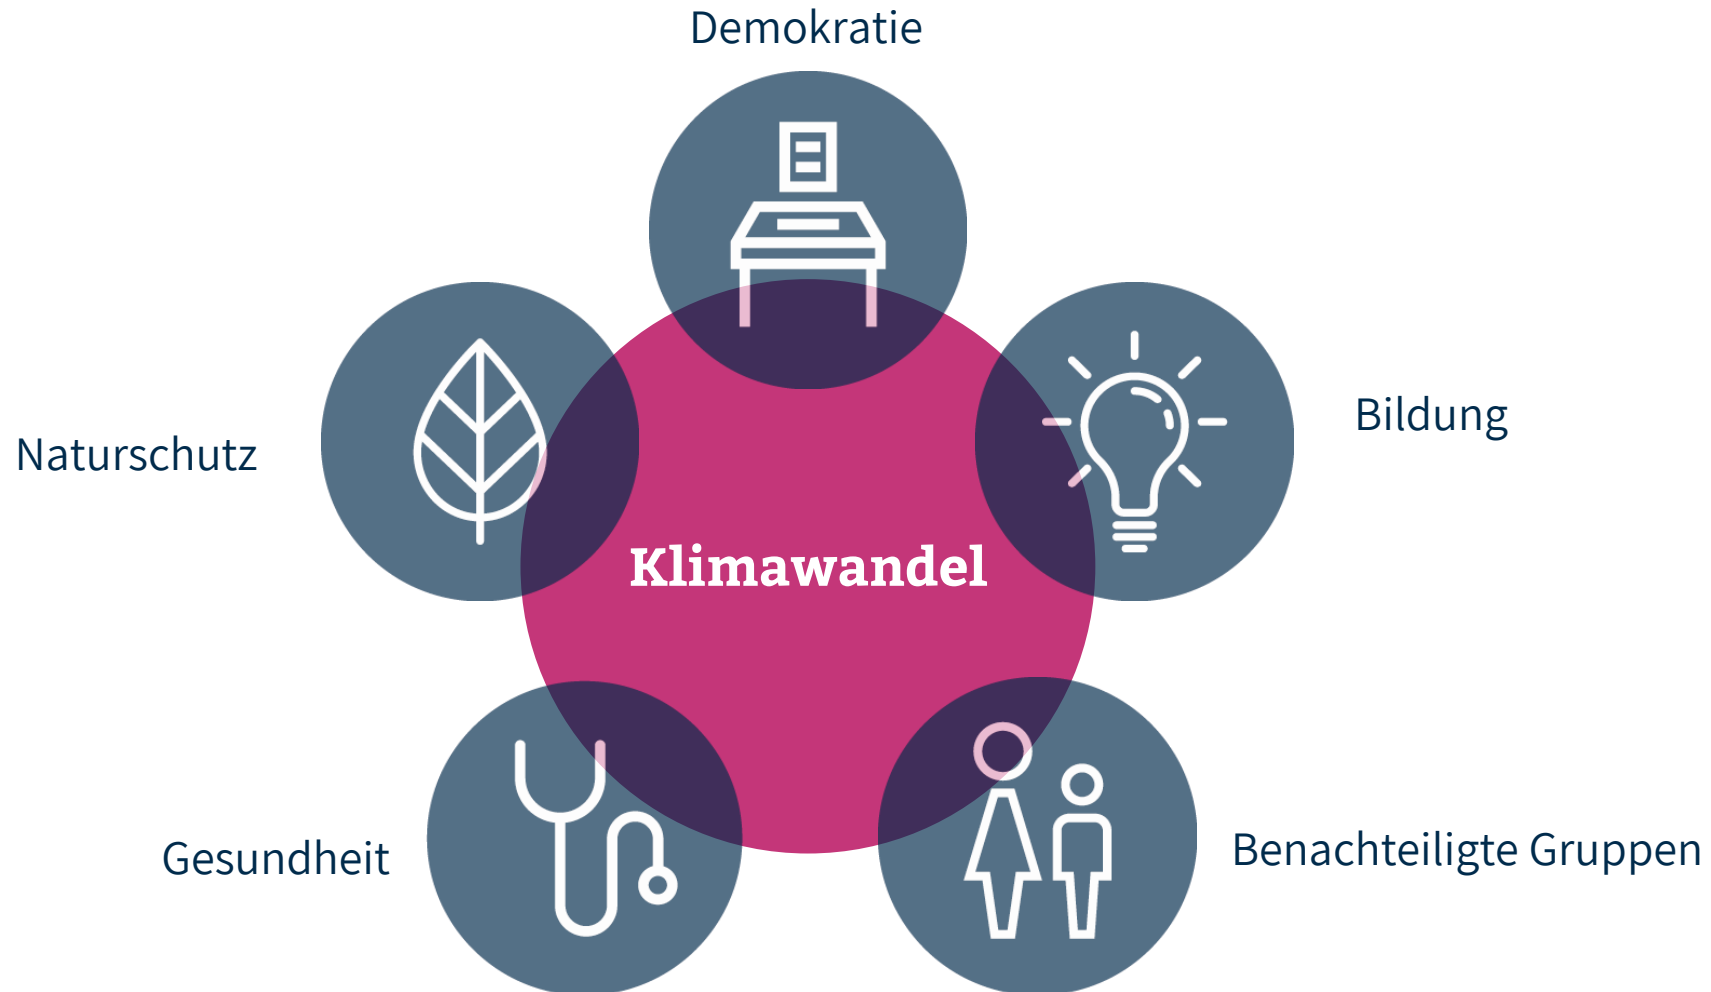 Demokratie
Bildung
Naturschutz
Klimawandel
Gesundheit
Benachteiligte Gruppen